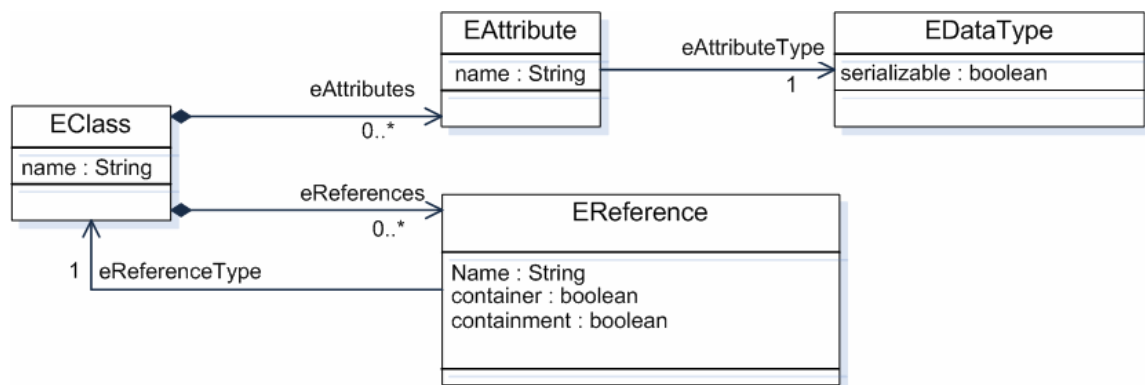 EAttribute
name : String
eAttributeType
1
EDataType
serializable : boolean
eAttributes
0..*
EClass
name : String
eReferences
0..*
EReference
Name : String
container : boolean
containment : boolean
1
eReferenceType